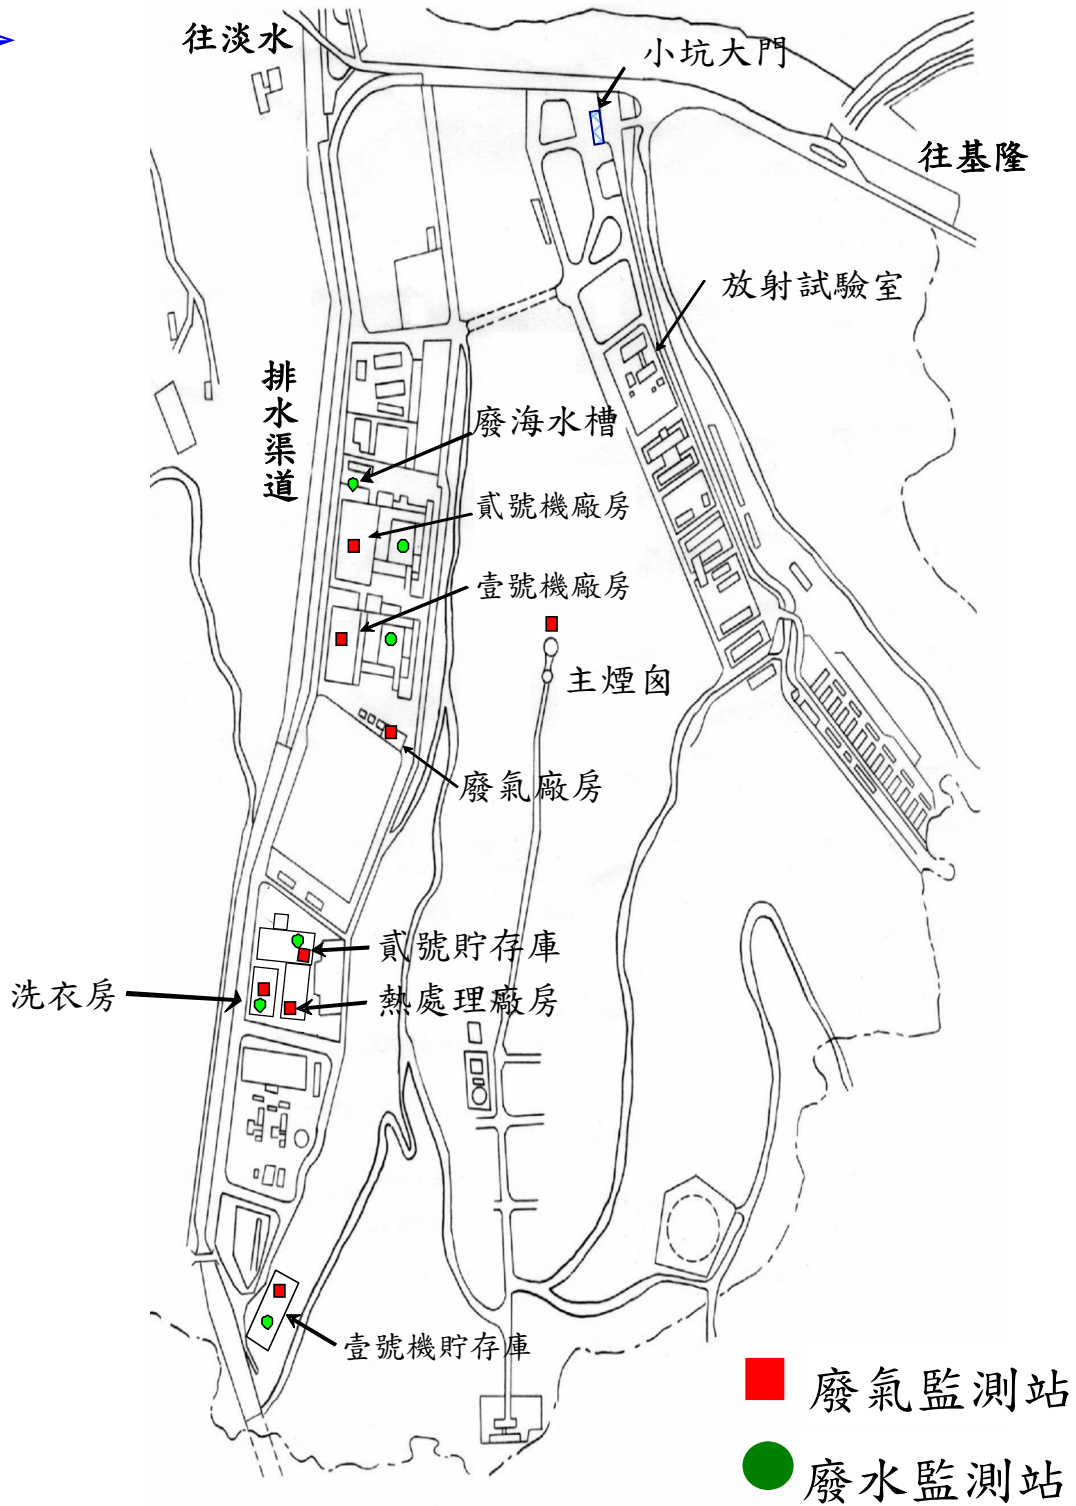 往淡水
小坑大門
往基隆
放射試驗室
排水渠道
廢海水槽
貳號機廠房
壹號機廠房
主煙囪
廢氣廠房
貳號貯存庫
洗衣房
熱處理廠房
壹號機貯存庫
廢氣監測站
廢水監測站